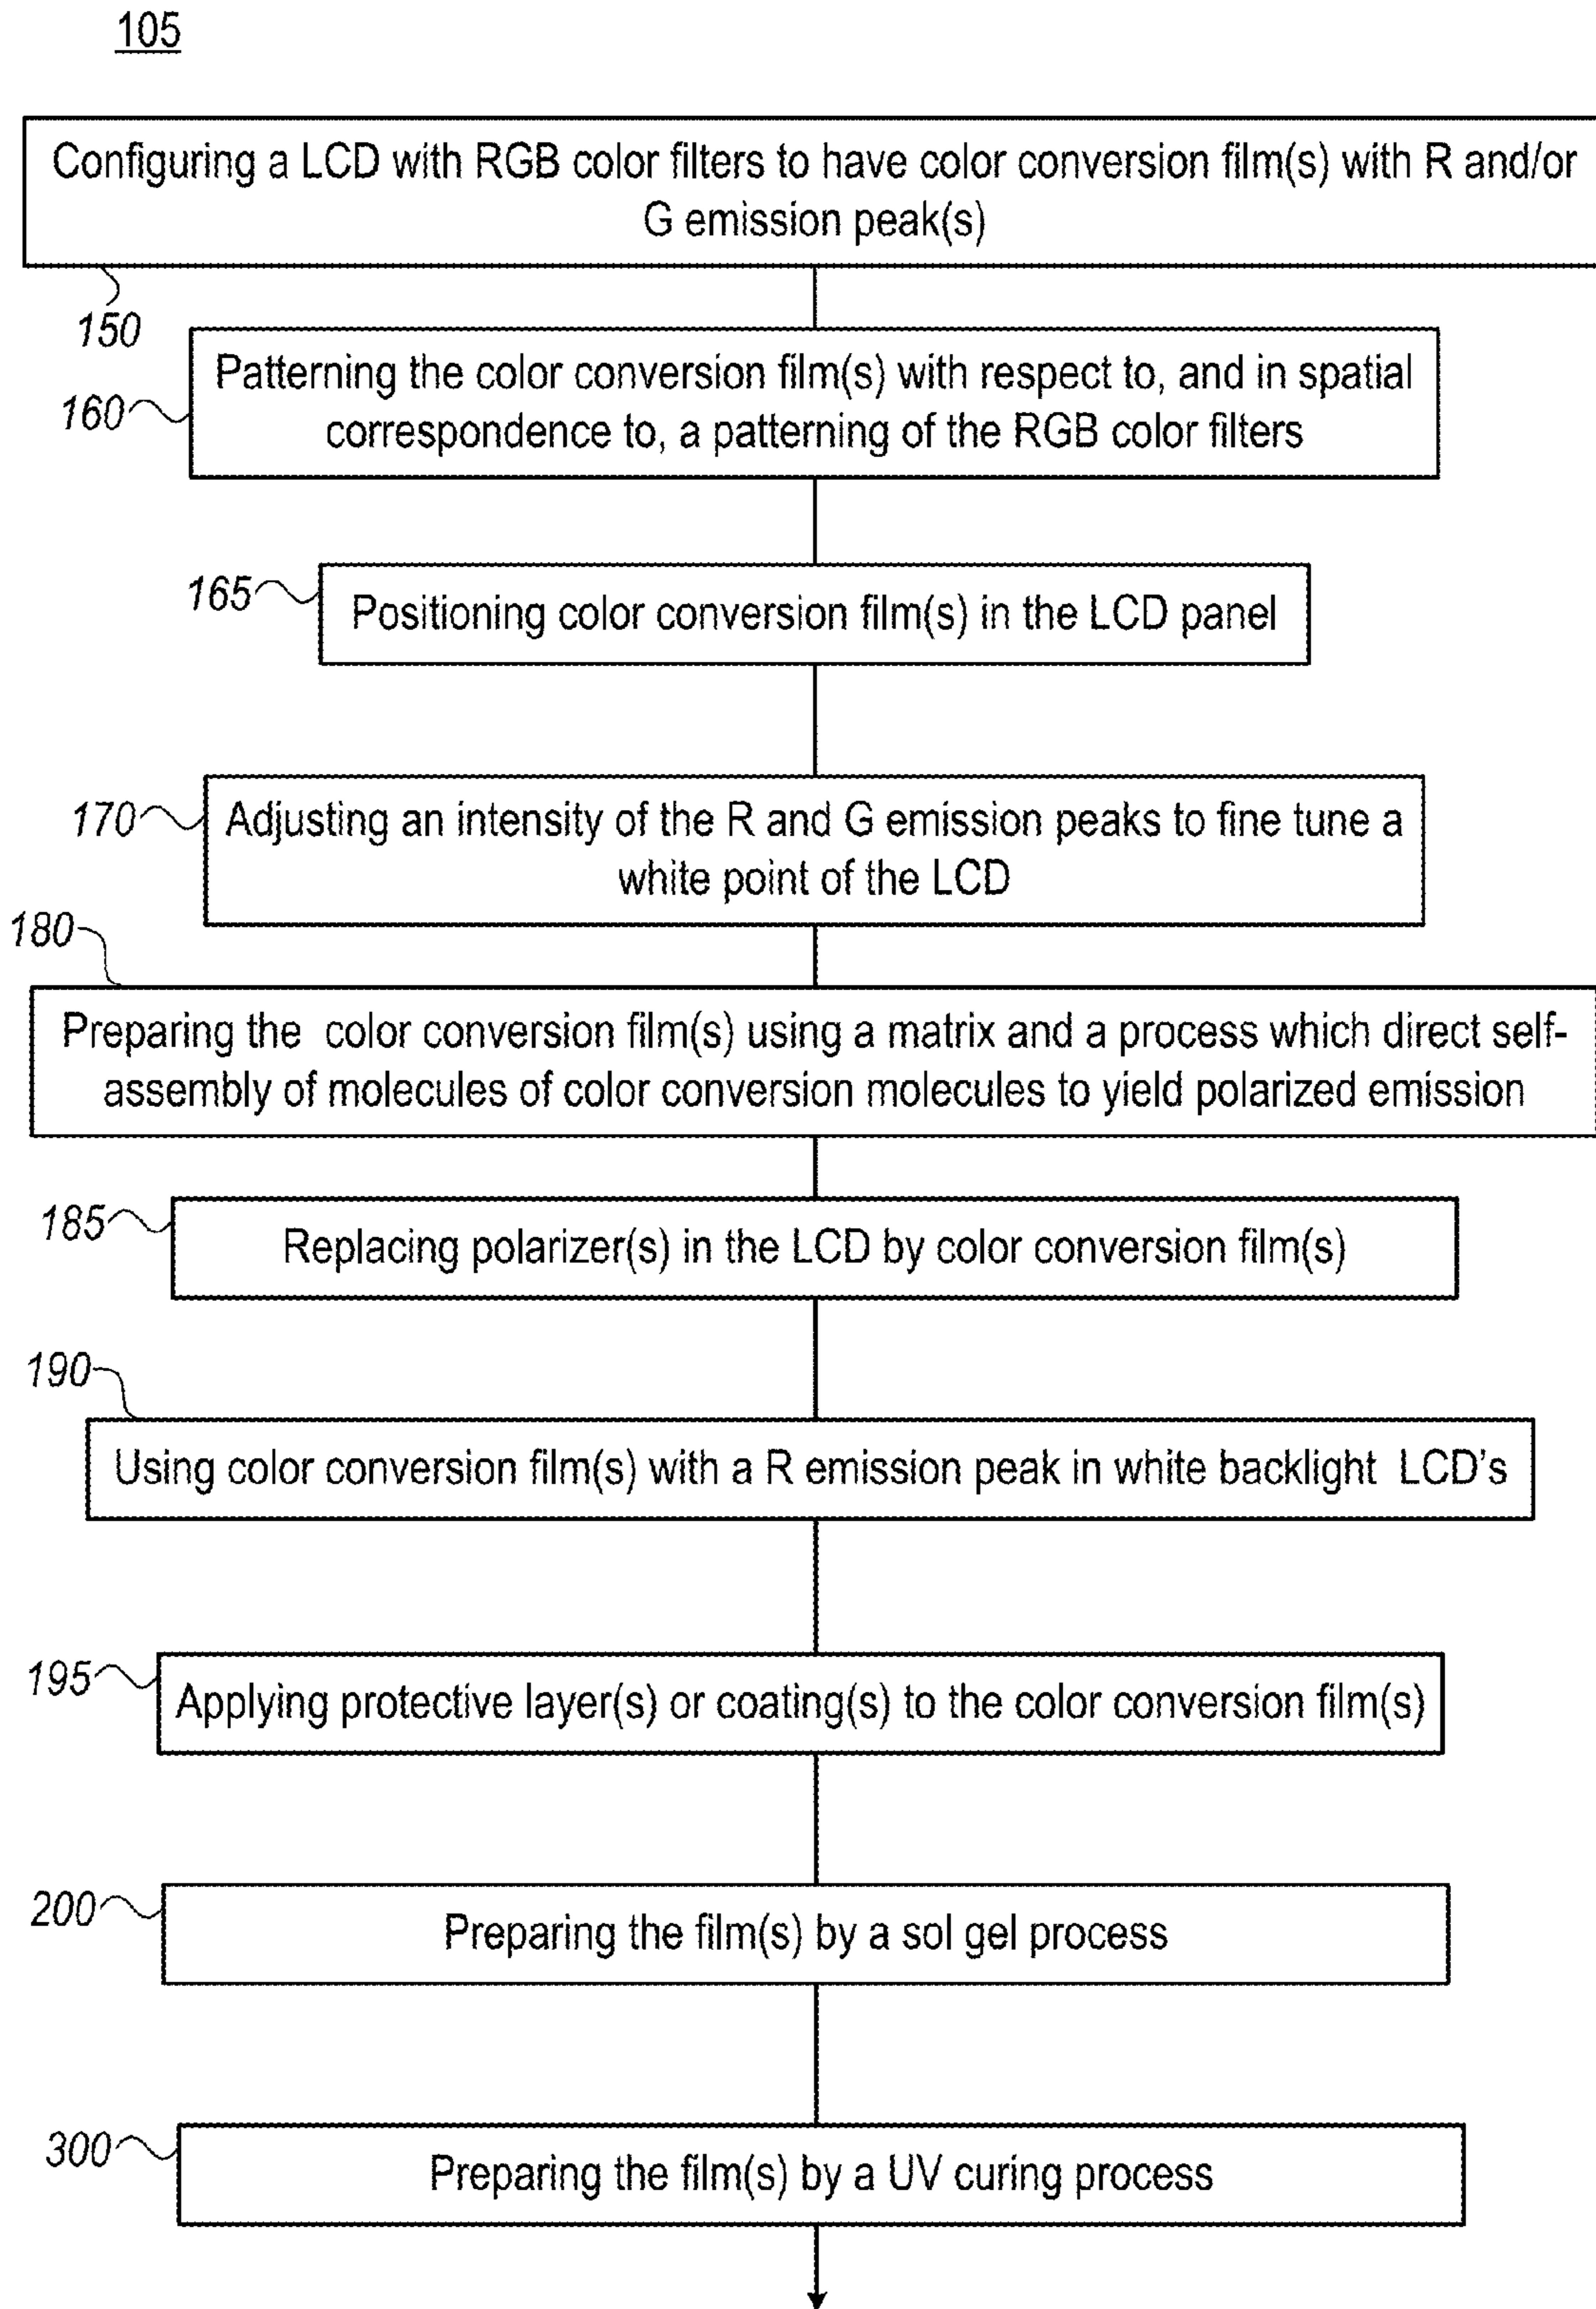 105
Configuring a LCD with RGB color filters to have color conversion film(s) with R and/or
G emission peak(s)
150
Patterning the color conversion film(s) with respect to, and in spatial
correspondence to, a patterning of the RGB color filters
160
165
Positioning color conversion film(s) in the LCD panel
170
Adjusting an intensity of the R and G emission peaks to fine tune a
white point of the LCD
180
Preparing the color conversion film(s) using a matrix and a process which direct self-
assembly of molecules of color conversion molecules to yield polarized emission
185
Replacing polarizer(s) in the LCD by color conversion film(s)
190
Using color conversion film(s) with a R emission peak in white backlight LCD's
195
Applying protective layer(s) or coating(s) to the color conversion film(s)
200
Preparing the film(s) by a sol gel process
300
Preparing the film(s) by a UV curing process